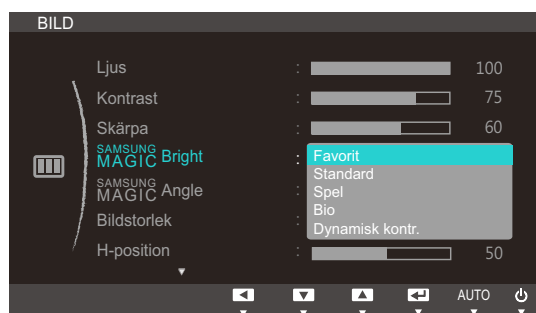 BILD
Ljus : 100
Kontrast : 75
Skärpa : 60
SAMSUNG MAGIC Bright : Favorit
Standard
SAMSUNG MAGIC Angle : Spel
Bio
Bildstorlek : Dynamisk kontr.
H-position : 50
AUTO